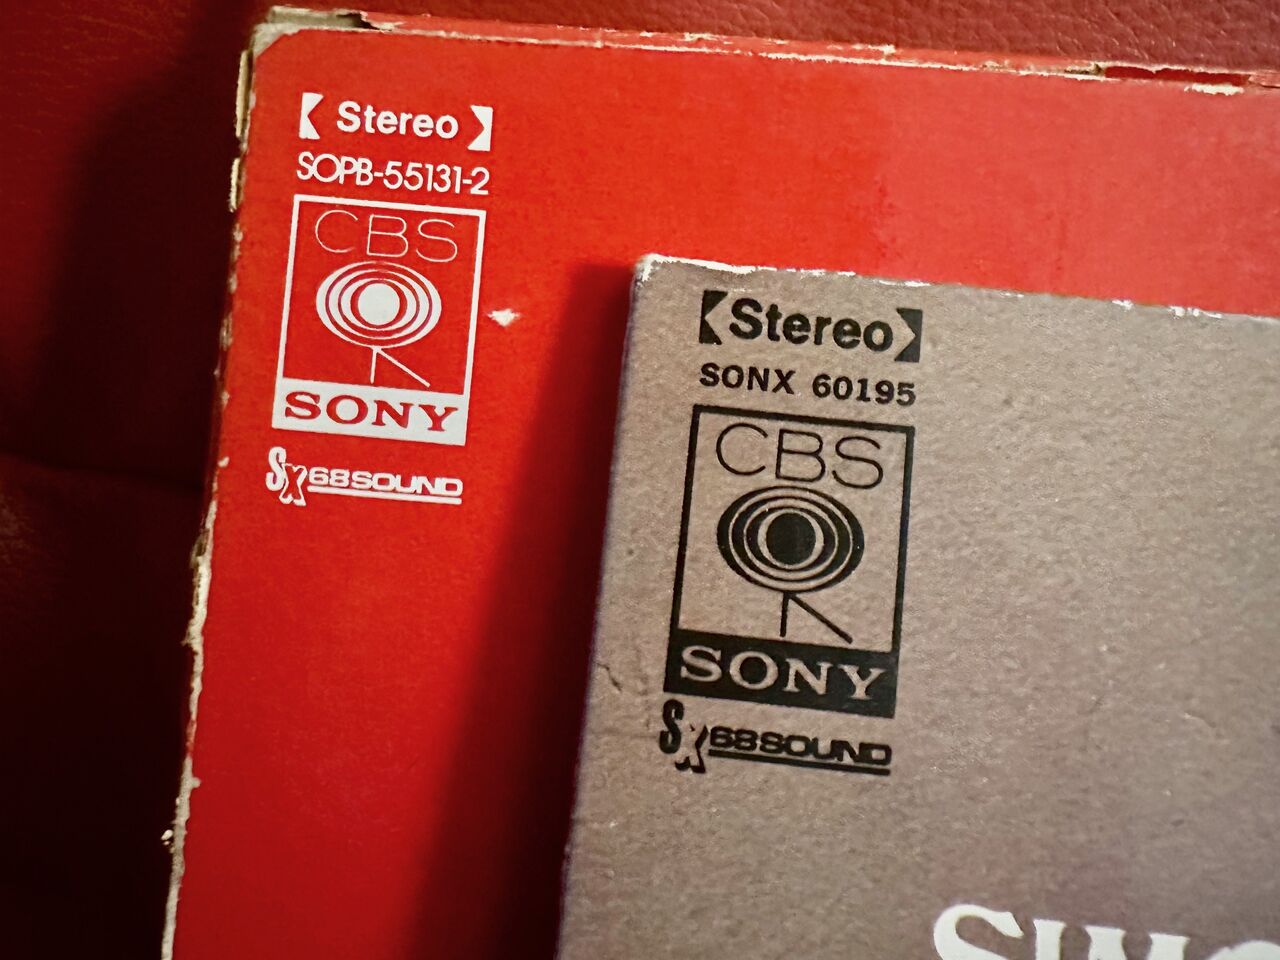 【Stereo】
SOPB-55131-2
CBS
SONY
SX68SOUND
【Stereo】
SONX 60195
CBS
SONY
SX68SOUND